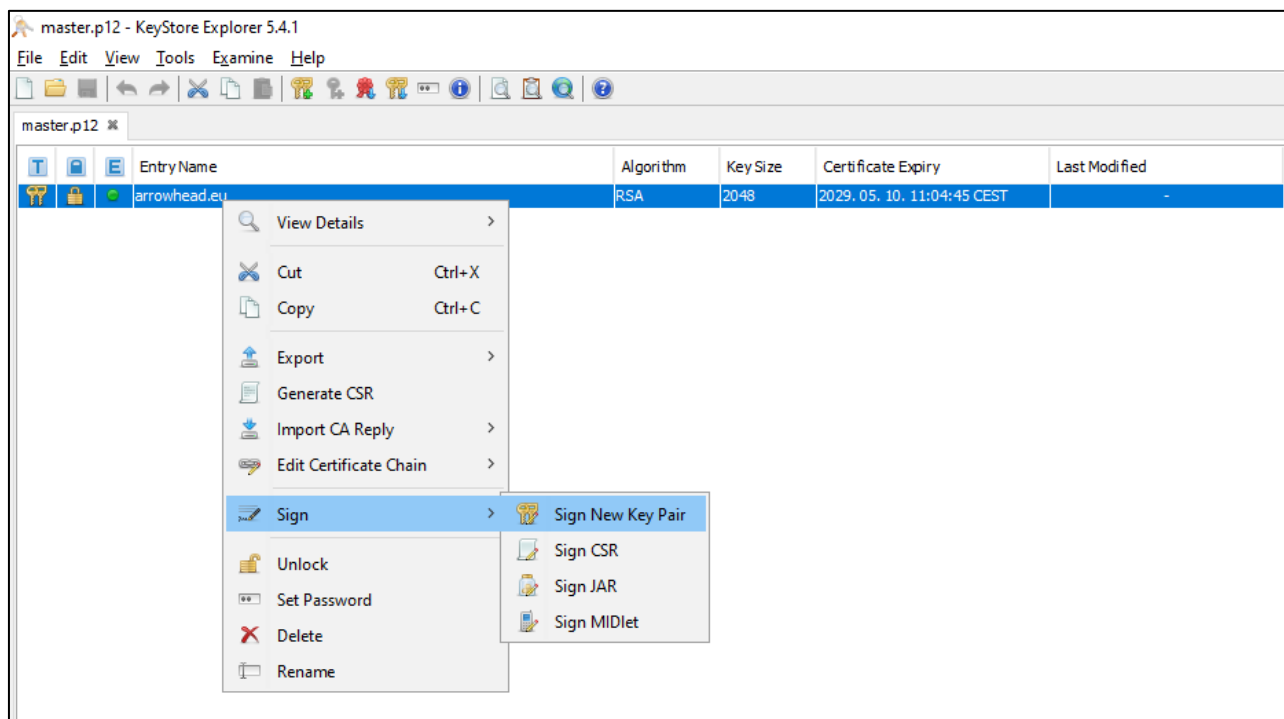 master.p12 - KeyStore Explorer 5.4.1
File Edit View Tools Examine Help
master.p12
T E Entry Name Algorithm Key Size Certificate Expiry Last Modified
arrowhead.eu RSA 2048 2029. 05. 10. 11:04:45 CEST -
View Details
Cut Ctrl+X
Copy Ctrl+C
Export
Generate CSR
Import CA Reply
Edit Certificate Chain
Sign Sign New Key Pair
Sign CSR
Unlock
Sign JAR
Set Password
Sign MIDlet
Delete
Rename